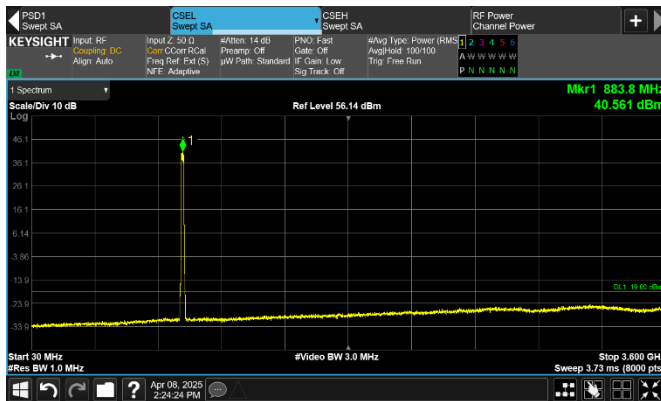 PSD1
Swept SA
CSEL
Swept SA
CSEH
Swept SA
RF Power
Channel Power
KEYSIGHT
Input: RF
Coupling: DC
Align: Auto
Input Z: 50 Ω
Corr CCorr RCal
Freq Ref: Ext (S)
NFE: Adaptive
#Atten: 14 dB
Preamp: Off
µW Path: Standard
PNO: Fast
Gate: Off
IF Gain: Low
Sig Track: Off
#Avg Type: Power (RMS
Avg|Hold: 100/100
Trig: Free Run
1 2 3 4 5 6
A W W W W W
P N N N N N
LXI
1 Spectrum
Scale/Div 10 dB
Ref Level 56.14 dBm
Mkr1 883.8 MHz
40.561 dBm
Log
46.1
36.1
26.1
16.1
6.14
-3.86
-13.9
-23.9
-33.9
1
DL1 -19.00 dBm
Start 30 MHz
#Video BW 3.0 MHz
Stop 3.600 GHz
#Res BW 1.0 MHz
Sweep 3.73 ms (8000 pts)
Apr 08, 2025
2:24:24 PM